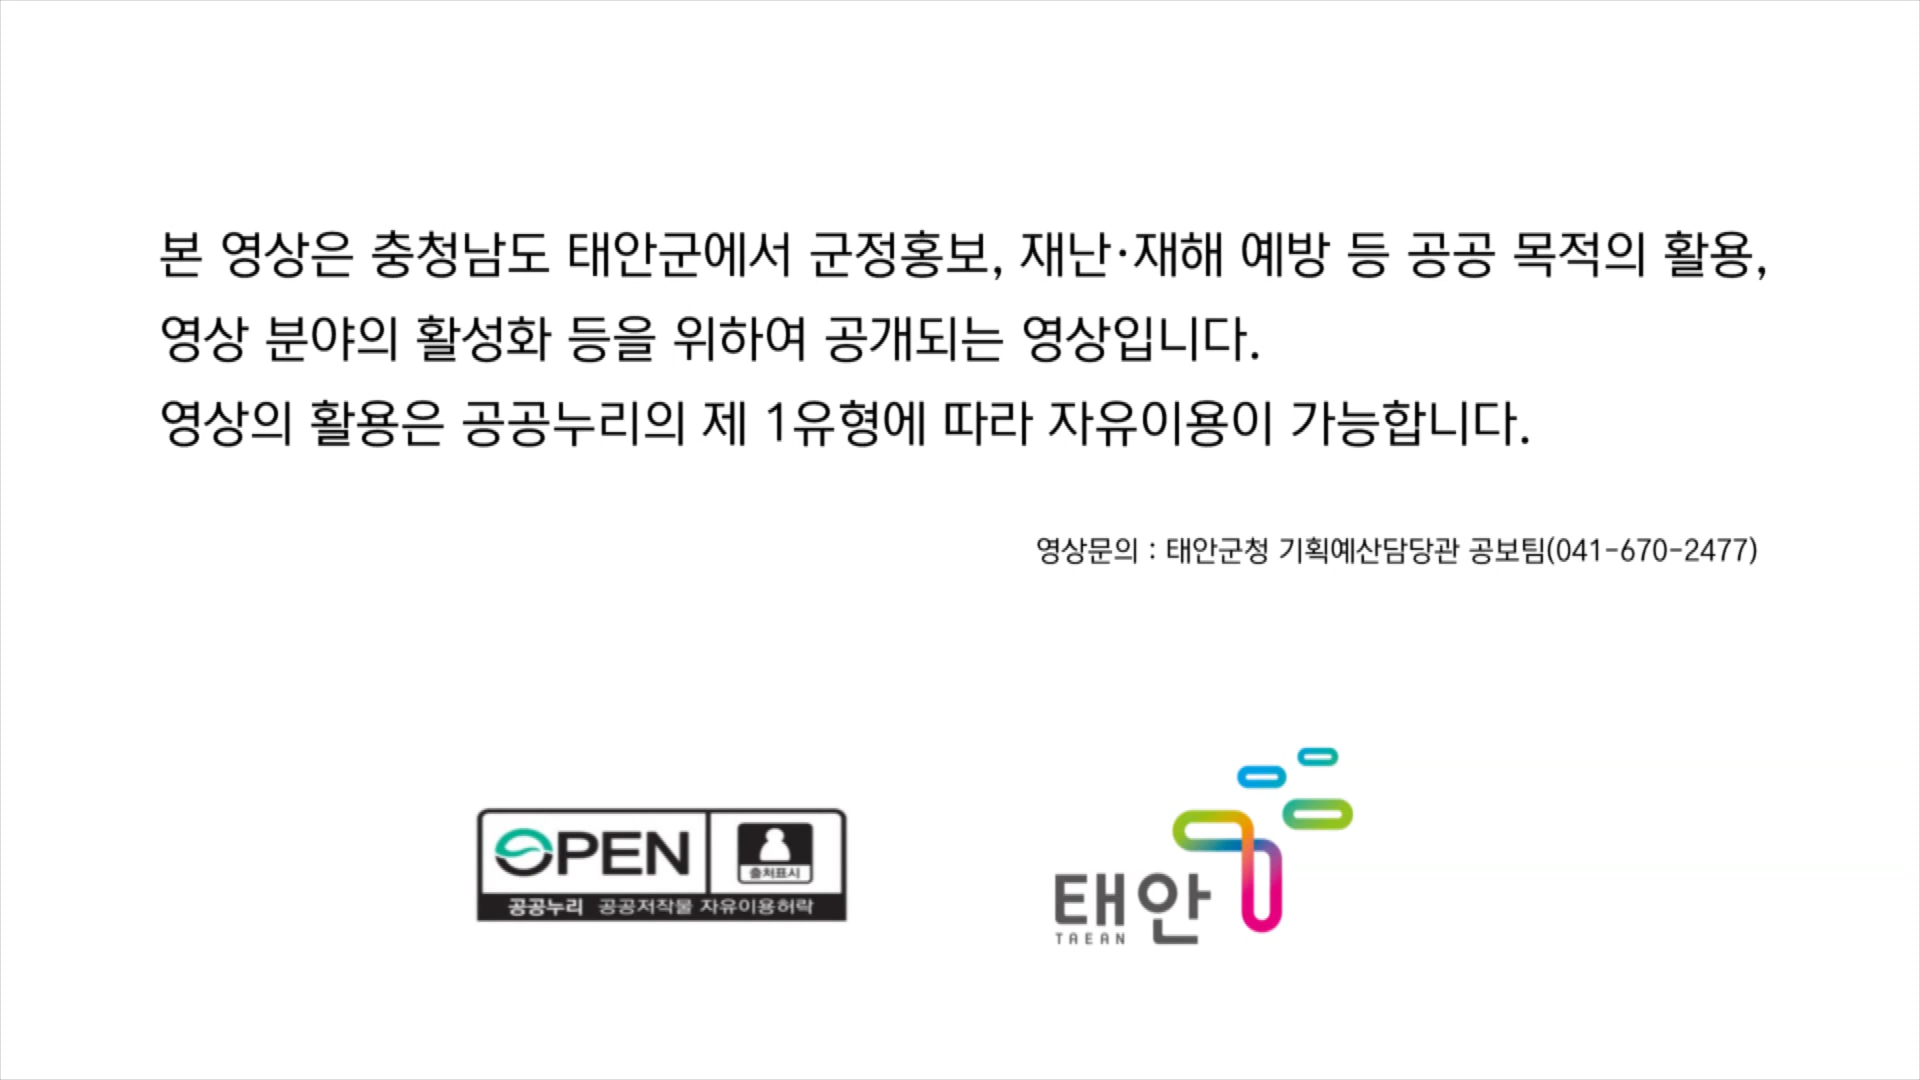 본 영상은 충청남도 태안군에서 군정홍보, 재난·재해 예방 등 공공 목적의 활용,
영상 분야의 활성화 등을 위하여 공개되는 영상입니다.
영상의 활용은 공공누리의 제 1유형에 따라 자유이용이 가능합니다.
영상문의 : 태안군청 기획예산담당관 공보팀(041-670-2477)
OPEN
출처표시
공공누리 공공저작물 자유이용허락
태안
TAEAN